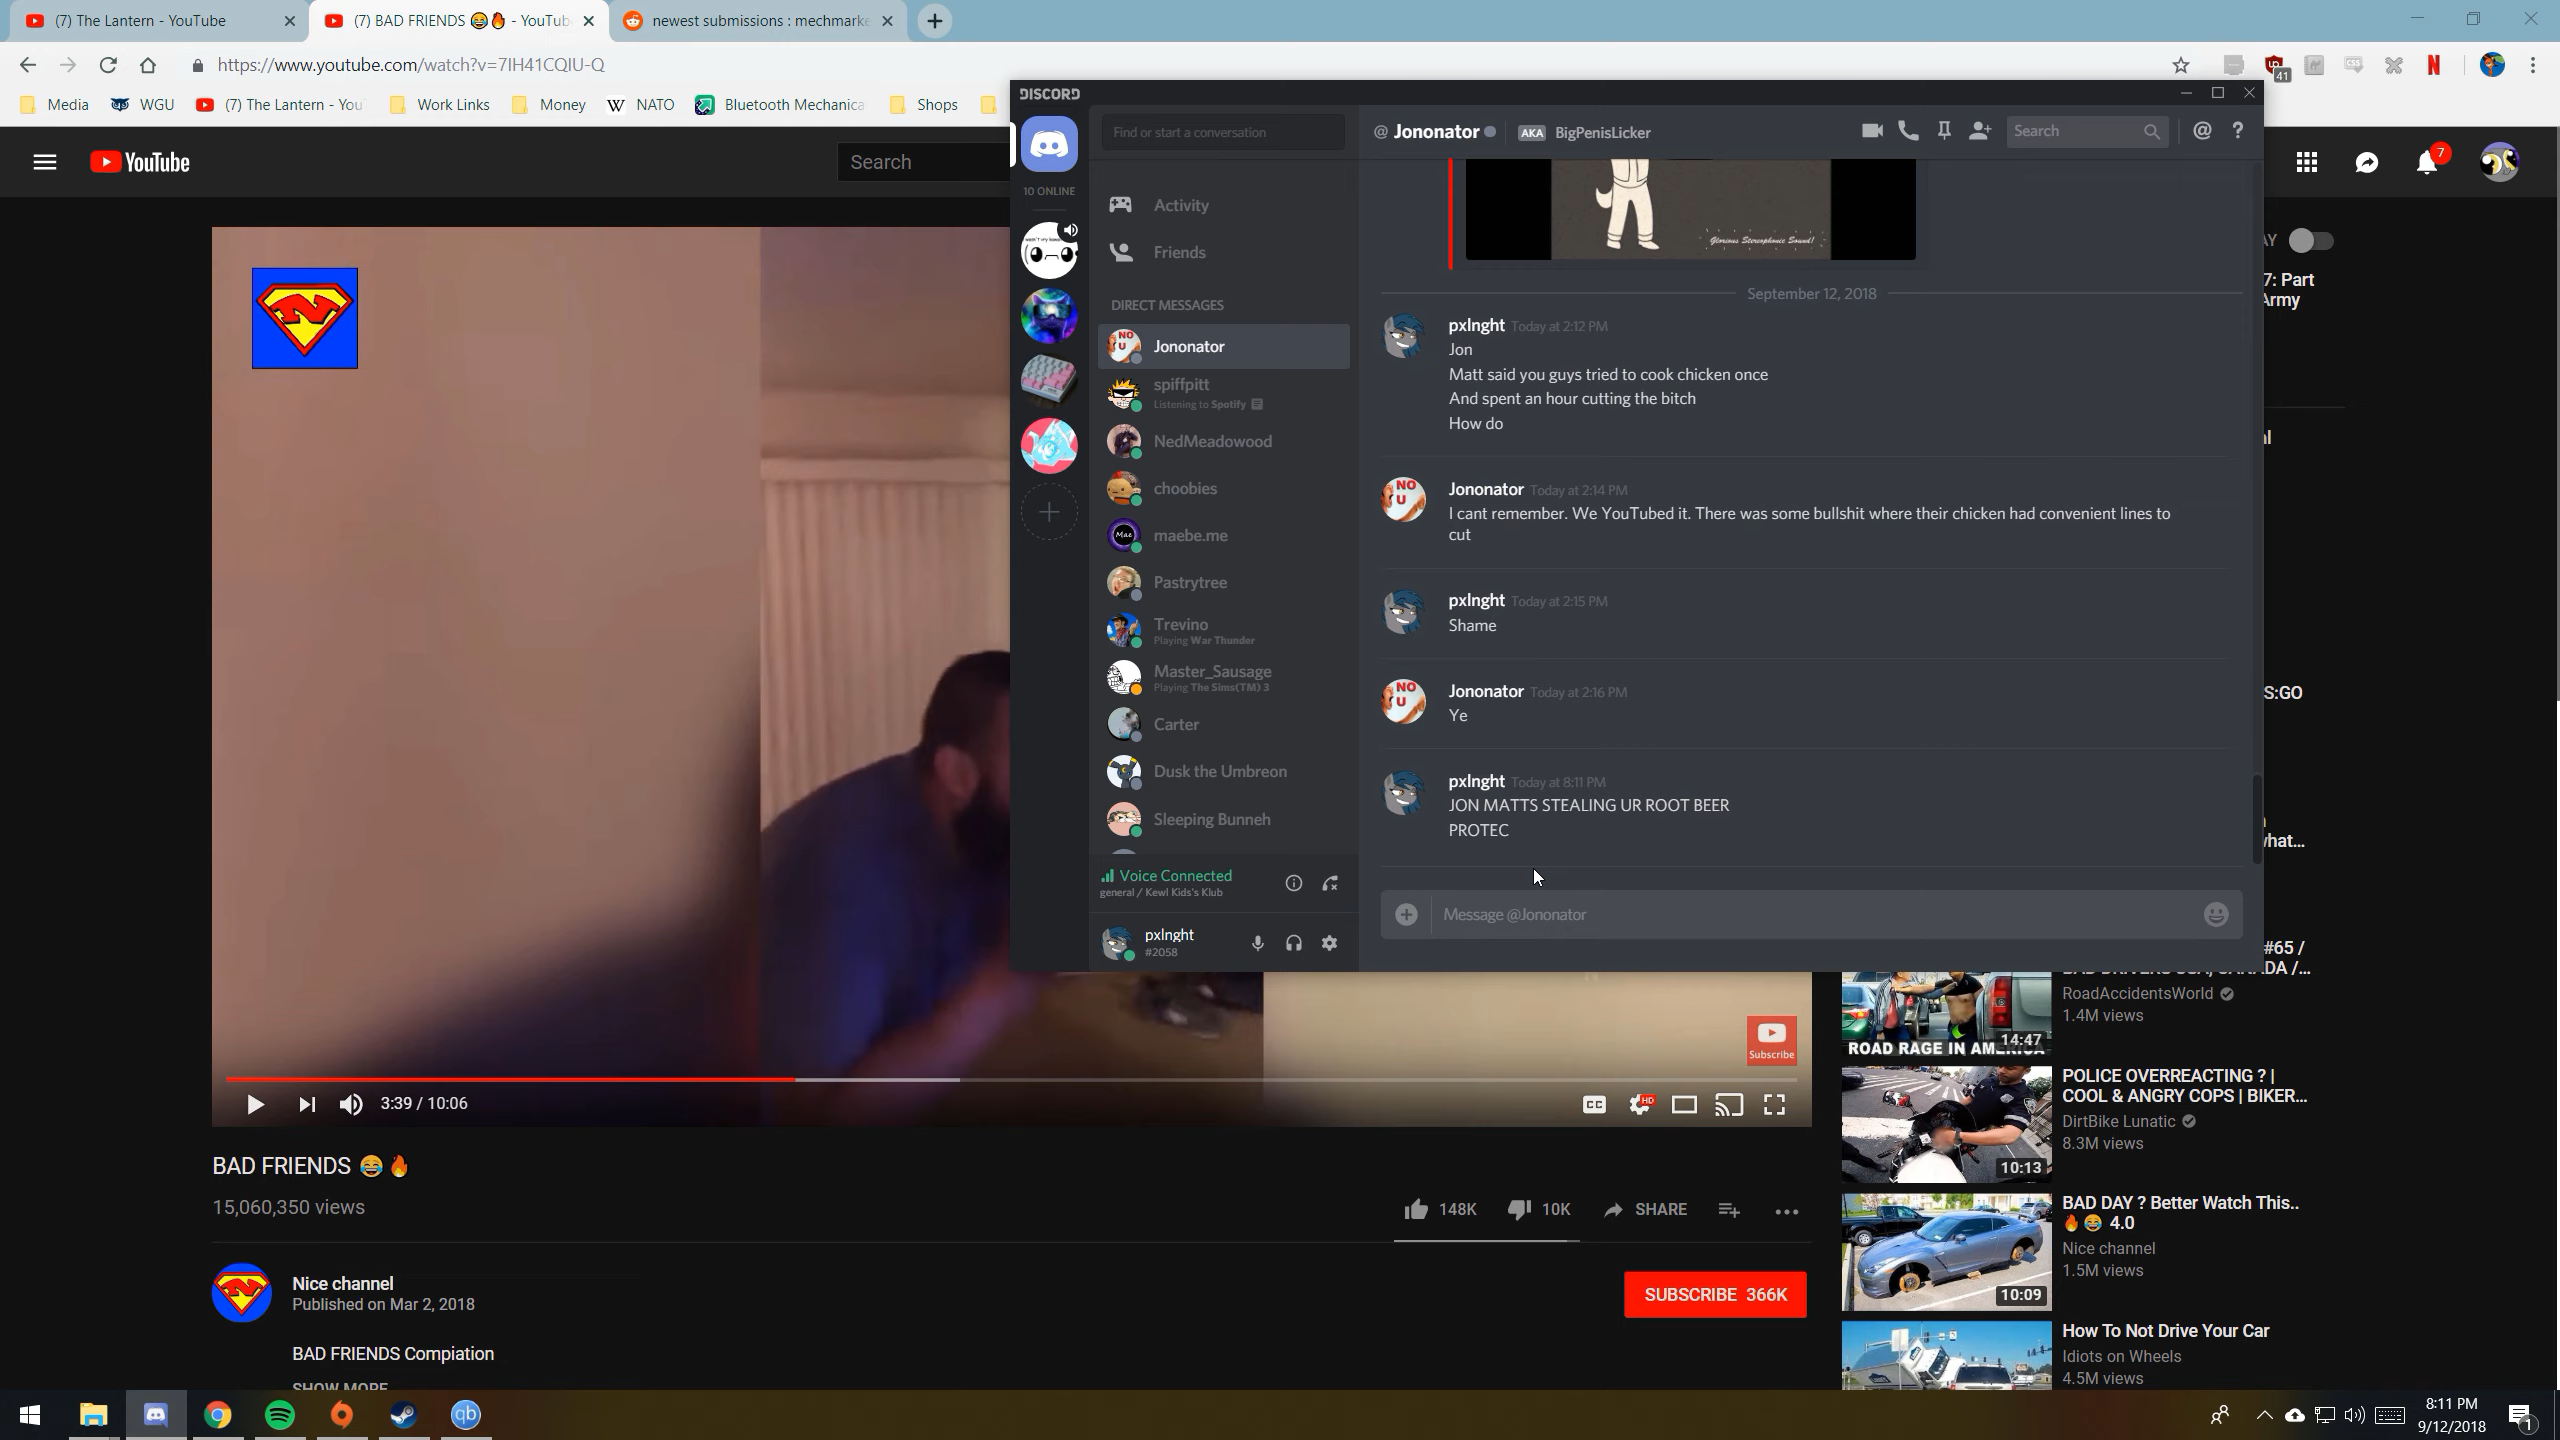 (7) The Lantern - YouTube
(7) BAD FRIENDS 😂🔥 - YouTub
newest submissions : mechmarke
https://www.youtube.com/watch?v=7IH41CQIU-Q
41
Media
WGU
(7) The Lantern - You
Work Links
Money
NATO
Bluetooth Mechanica
Shops
YouTube
Search
7
DISCORD
10 ONLINE
Find or start a conversation
Activity
Friends
DIRECT MESSAGES
Jononator
spiffpitt
Listening to Spotify
NedMeadowood
choobies
maebe.me
Pastrytree
Trevino
Playing War Thunder
Master_Sausage
Playing The Sims(TM) 3
Carter
Dusk the Umbreon
Sleeping Bunneh
Voice Connected
general / Kewl Kids's Klub
pxlnght
#2058
@ Jononator AKA BigPenisLicker
Search
Glorious Stereophonic Sound!
September 12, 2018
pxlnght Today at 2:12 PM
Jon
Matt said you guys tried to cook chicken once
And spent an hour cutting the bitch
How do
NO
U
Jononator Today at 2:14 PM
I cant remember. We YouTubed it. There was some bullshit where their chicken had convenient lines to
cut
pxlnght Today at 2:15 PM
Shame
NO
U
Jononator Today at 2:16 PM
Ye
pxlnght Today at 8:11 PM
JON MATTS STEALING UR ROOT BEER
PROTEC
Message @Jononator
AY
7: Part
Army
S:GO
hat...
#65 /
RoadAccidentsWorld
1.4M views
14:47
ROAD RAGE IN AMERICA
POLICE OVERREACTING ? |
COOL & ANGRY COPS | BIKER...
DirtBike Lunatic
8.3M views
10:13
BAD DAY ? Better Watch This..
🔥😂 4.0
Nice channel
1.5M views
10:09
How To Not Drive Your Car
Idiots on Wheels
4.5M views
Subscribe
3:39 / 10:06
CC
HD
BAD FRIENDS 😂🔥
15,060,350 views
148K
10K
SHARE
Nice channel
Published on Mar 2, 2018
SUBSCRIBE 366K
BAD FRIENDS Compiation
SHOW MORE
qb
8:11 PM
9/12/2018
1